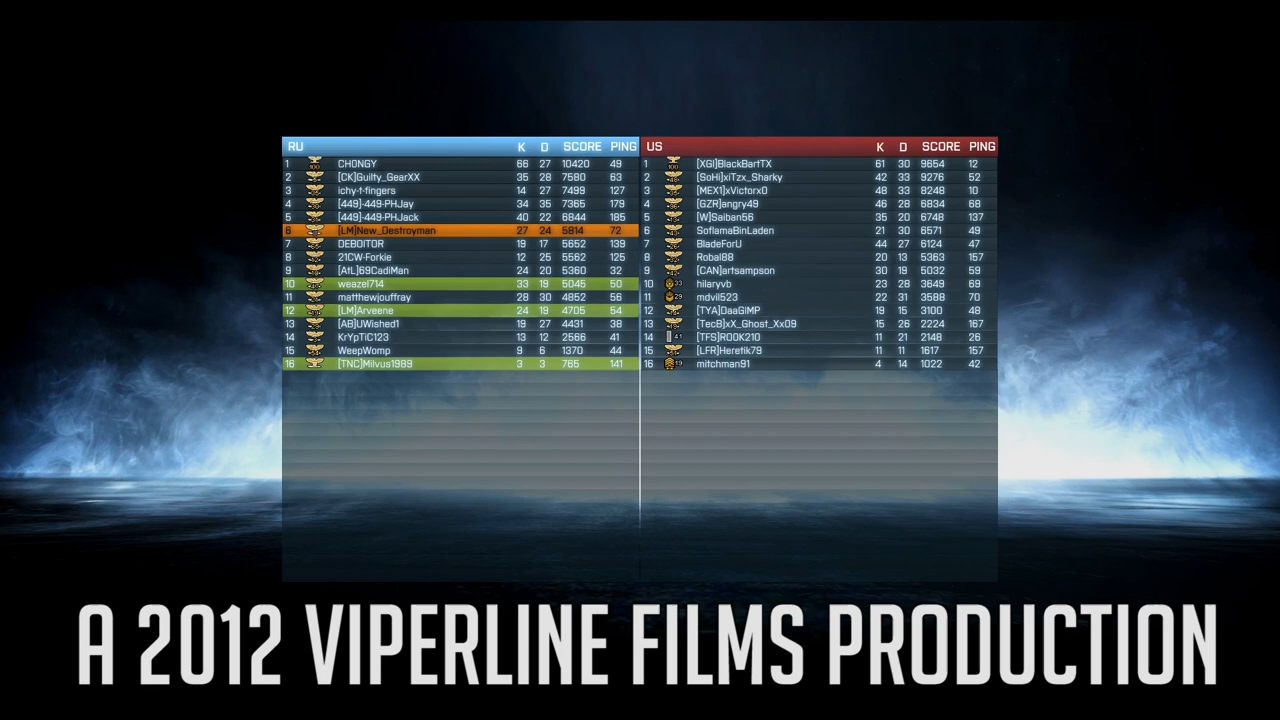 RU K D SCORE PING
1 CHONGY 66 27 10420 49
2 [CK]Guilty_GearXX 35 28 7580 63
3 ichy-t-fingers 14 27 7499 127
4 [449]-449-PHJay 34 35 7365 179
5 [449]-449-PHJack 40 22 6844 185
6 [LM]New_Destroyman 27 24 5814 72
7 DEBOITOR 19 17 5652 139
8 21CW-Forkie 12 25 5562 125
9 [AtL]69CadiMan 24 20 5360 32
10 weazel714 33 19 5045 50
11 matthewjouffray 28 30 4852 56
12 [LM]Arveene 24 19 4705 54
13 [AB]UWished1 19 27 4431 38
14 KrYpTiC123 13 12 2566 41
15 WeepWomp 9 6 1370 44
16 [TNC]Milvus1989 3 3 765 141
US K D SCORE PING
1 100 [XGI]BlackBartTX 61 30 9654 12
2 [SoHi]xiTzx_Sharky 42 33 9276 52
3 [MEX1]xVictorx0 48 33 8248 10
4 [GZR]angry49 46 28 6834 68
5 [W]Saiban56 35 20 6748 137
6 SoflamaBinLaden 21 30 6571 49
7 BladeForU 44 27 6124 47
8 Robal88 20 13 5363 157
9 [CAN]artsampson 30 19 5032 59
10 33 hilaryvb 23 28 3649 69
11 29 mdvil523 22 31 3588 70
12 [TYA]DaaGIMP 19 15 3100 48
13 [TecB]xX_Ghost_Xx09 15 26 2224 167
14 41 [TFS]R00K210 11 21 2148 26
15 [LFR]Heretik79 11 11 1617 157
16 19 mitchman91 4 14 1022 42
A 2012 VIPERLINE FILMS PRODUCTION